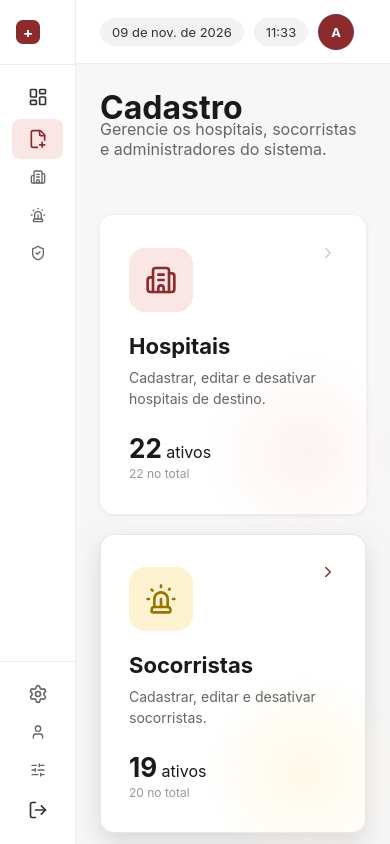 09 de nov. de 2026
11:33
A
Cadastro
Gerencie os hospitais, socorristas
e administradores do sistema.
Hospitais
Cadastrar, editar e desativar
hospitais de destino.
22 ativos
22 no total
Socorristas
Cadastrar, editar e desativar
socorristas.
19 ativos
20 no total